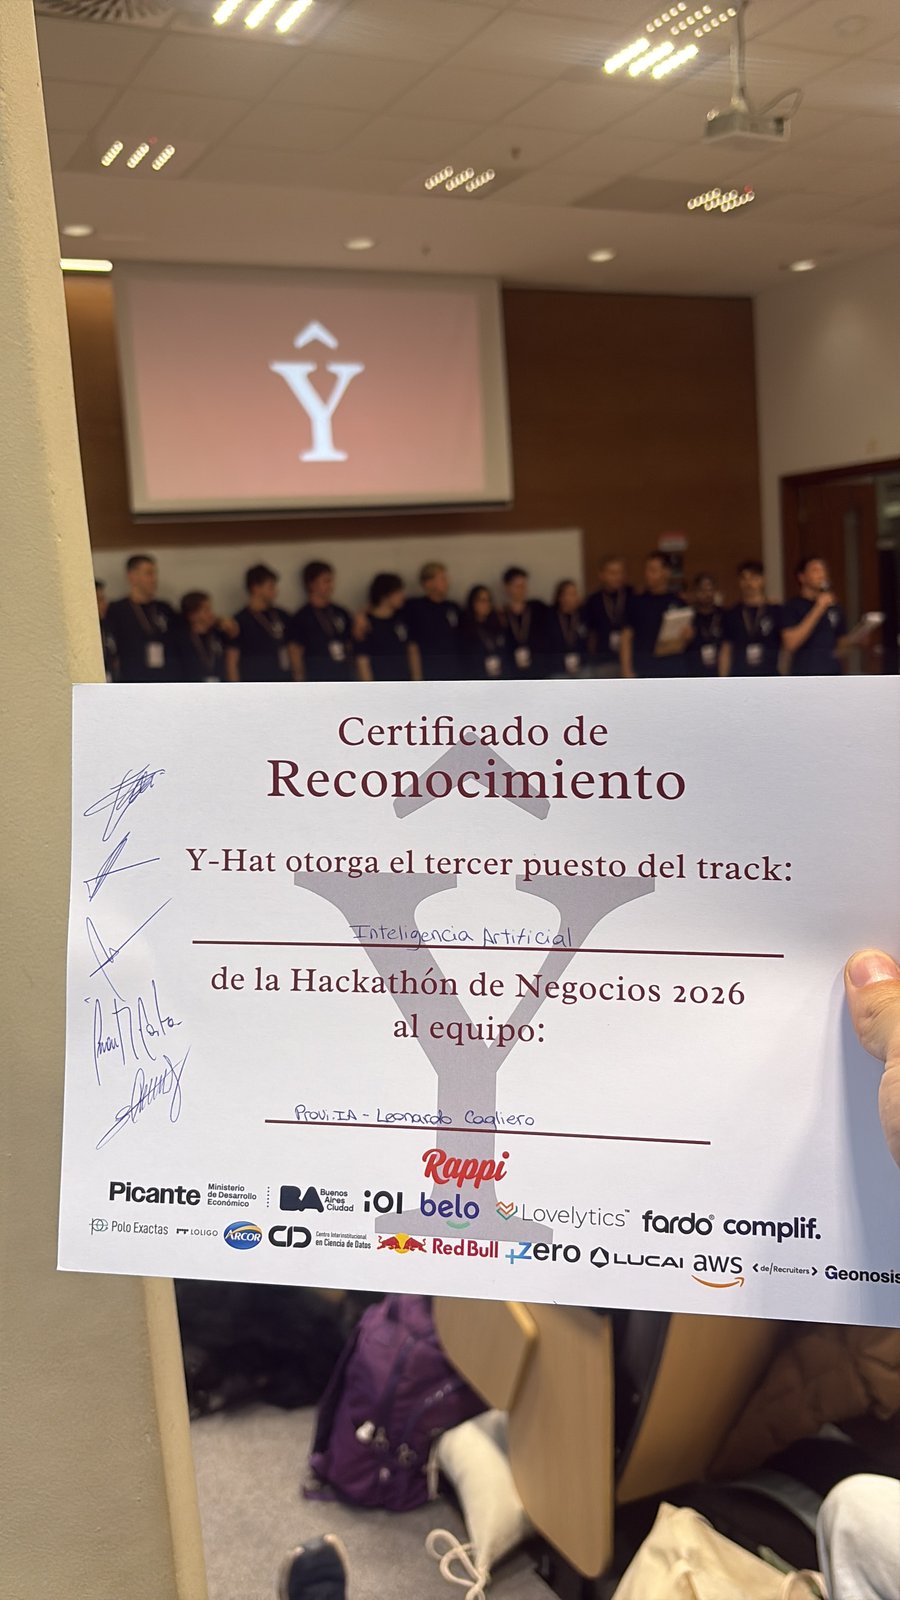 Ŷ
Certificado de
Reconocimiento
Y-Hat otorga el tercer puesto del track:
Inteligencia Artificial
de la Hackathón de Negocios 2026
al equipo:
Provi.IA - Leonardo Cagliero
Rappi
Picante Ministerio de Desarrollo Económico BA Buenos Aires Ciudad iOl belo Lovelytics™ fardo® complif.
Polo Exactas LOLIGO ARCOR CID Centro Interinstitucional en Ciencia de Datos Red Bull +Zero LUCAI aws <de/Recruiters> Geonosis